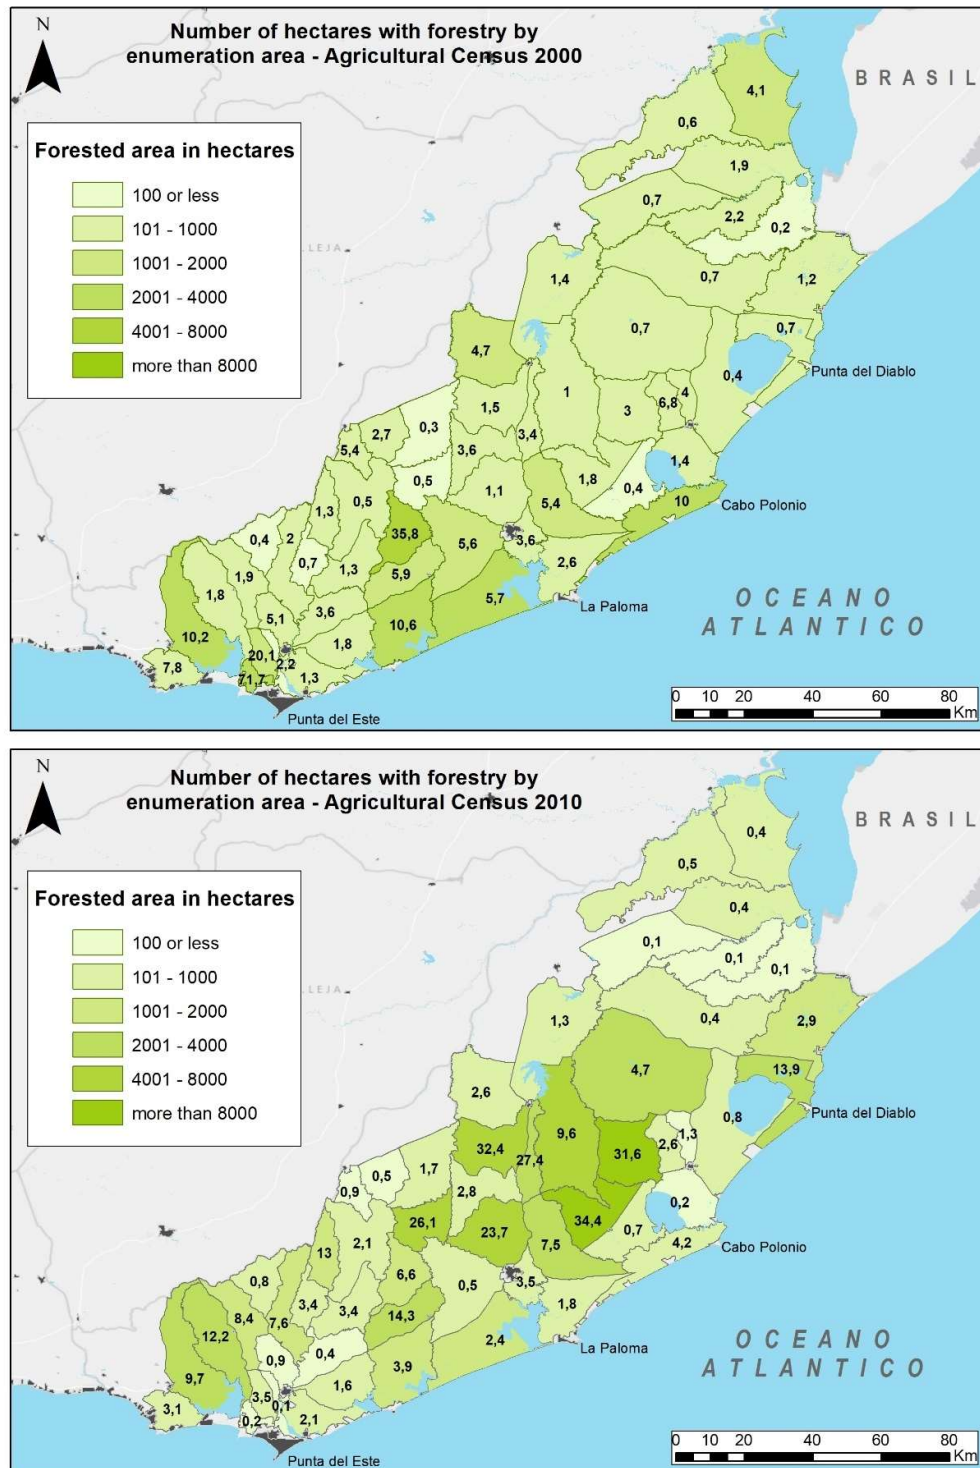 N
Number of hectares with forestry by
enumeration area - Agricultural Census 2000
BRASIL
Forested area in hectares
100 or less
101 - 1000
1001 - 2000
2001 - 4000
4001 - 8000
more than 8000
LLEJA
4,1
0,6
1,9
0,7
2,2
0,2
1,4
0,7
1,2
0,7
0,7
4,7
0,4
Punta del Diablo
1
4
6,8
3
1,5
0,3
2,7
3,4
5,4
3,6
1,4
1,8
0,4
0,5
1,1
0,5
5,4
10
Cabo Polonio
1,3
35,8
2
0,4
5,6
3,6
0,7
1,3
2,6
1,9
5,9
1,8
5,7
La Paloma
3,6
5,1
10,6
OCEANO
ATLANTICO
10,2
1,8
20,1
2,2
7,8
71,7
1,3
Punta del Este
0 10 20 40 60 80
Km
N
Number of hectares with forestry by
enumeration area - Agricultural Census 2010
BRASIL
Forested area in hectares
100 or less
101 - 1000
1001 - 2000
2001 - 4000
4001 - 8000
more than 8000
LLEJA
0,4
0,5
0,4
0,1
0,1
0,1
1,3
0,4
2,9
4,7
13,9
2,6
0,8
Punta del Diablo
9,6
1,3
2,6
32,4
27,4
31,6
1,7
0,5
0,9
2,8
0,2
34,4
26,1
23,7
0,7
2,1
13
7,5
4,2
Cabo Polonio
6,6
0,8
0,5
3,5
3,4
3,4
1,8
8,4
7,6
14,3
12,2
2,4
La Paloma
0,9
0,4
3,9
OCEANO
ATLANTICO
9,7
1,6
3,5
0,1
3,1
0,2
2,1
Punta del Este
0 10 20 40 60 80
Km